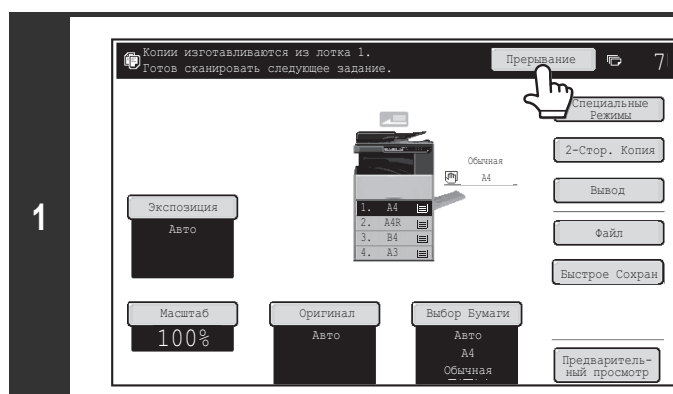 1
Копии изготавливаются из лотка 1.
Готов сканировать следующее задание.
Прерывание
7
Специальные
Режимы
2-Стор. Копия
Вывод
Файл
Быстрое Сохран
Предваритель-
ный просмотр
Обычная
A4
1. A4
2. A4R
3. B4
4. A3
Экспозиция
Авто
Масштаб
100%
Оригинал
Авто
Выбор Бумаги
Авто
A4
Обычная